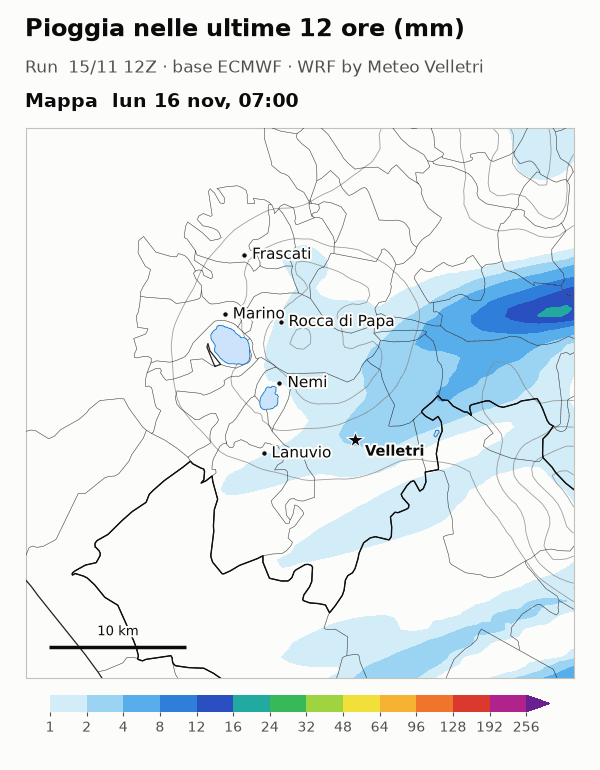 Pioggia nelle ultime 12 ore (mm)
Run  15/11 12Z · base ECMWF · WRF by Meteo Velletri
Mappa  lun 16 nov, 07:00
Frascati
Marino
Rocca di Papa
Nemi
Velletri
Lanuvio
10 km
1 2 4 8 12 16 24 32 48 64 96 128 192 256